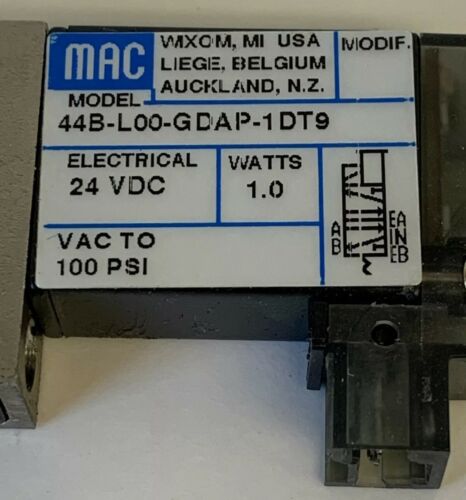 MAC
WIXOM, MI USA
LIEGE, BELGIUM
AUCKLAND, N.Z.
MODIF.
MODEL
44B-L00-GDAP-1DT9
ELECTRICAL
24 VDC
WATTS
1.0
VAC TO
100 PSI
A
B
EA
IN
EB